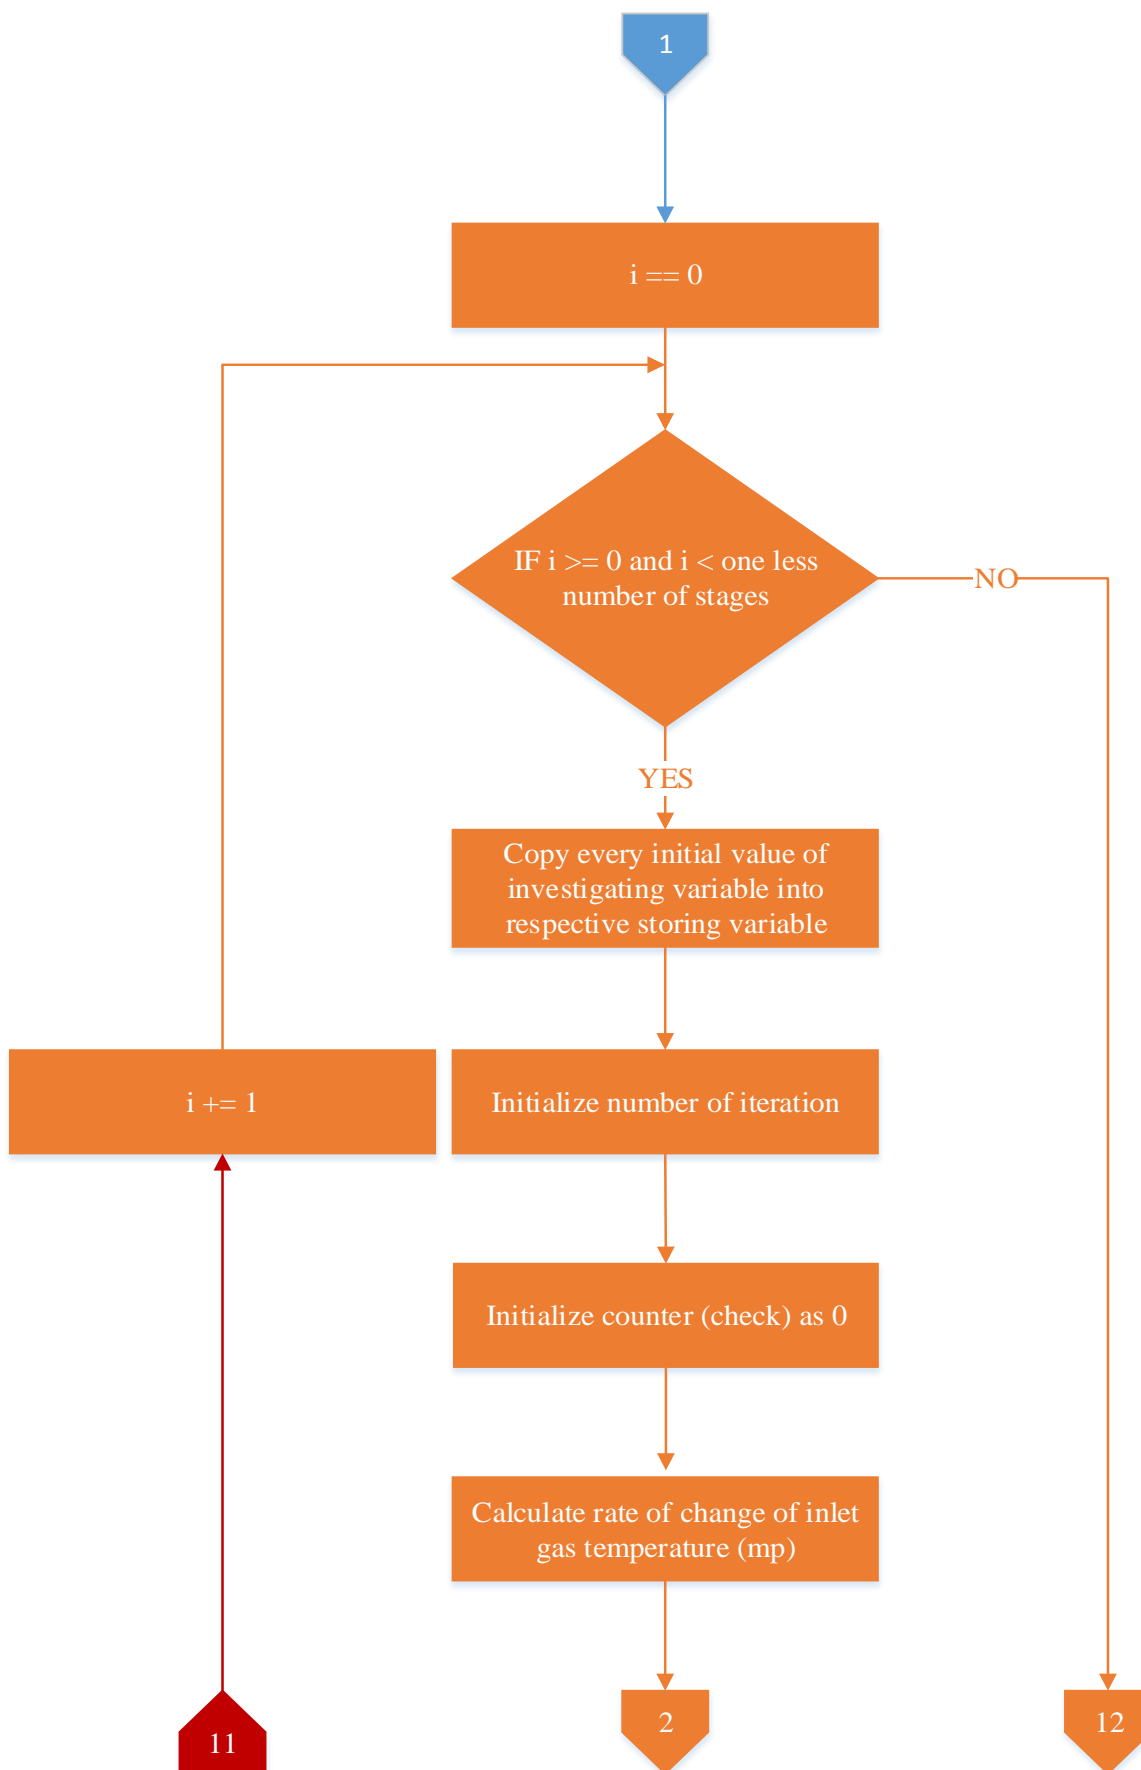 1
i == 0
IF i >= 0 and i < one less
number of stages
NO
YES
Copy every initial value of
investigating variable into
respective storing variable
i += 1
Initialize number of iteration
Initialize counter (check) as 0
Calculate rate of change of inlet
gas temperature (mp)
11
2
12